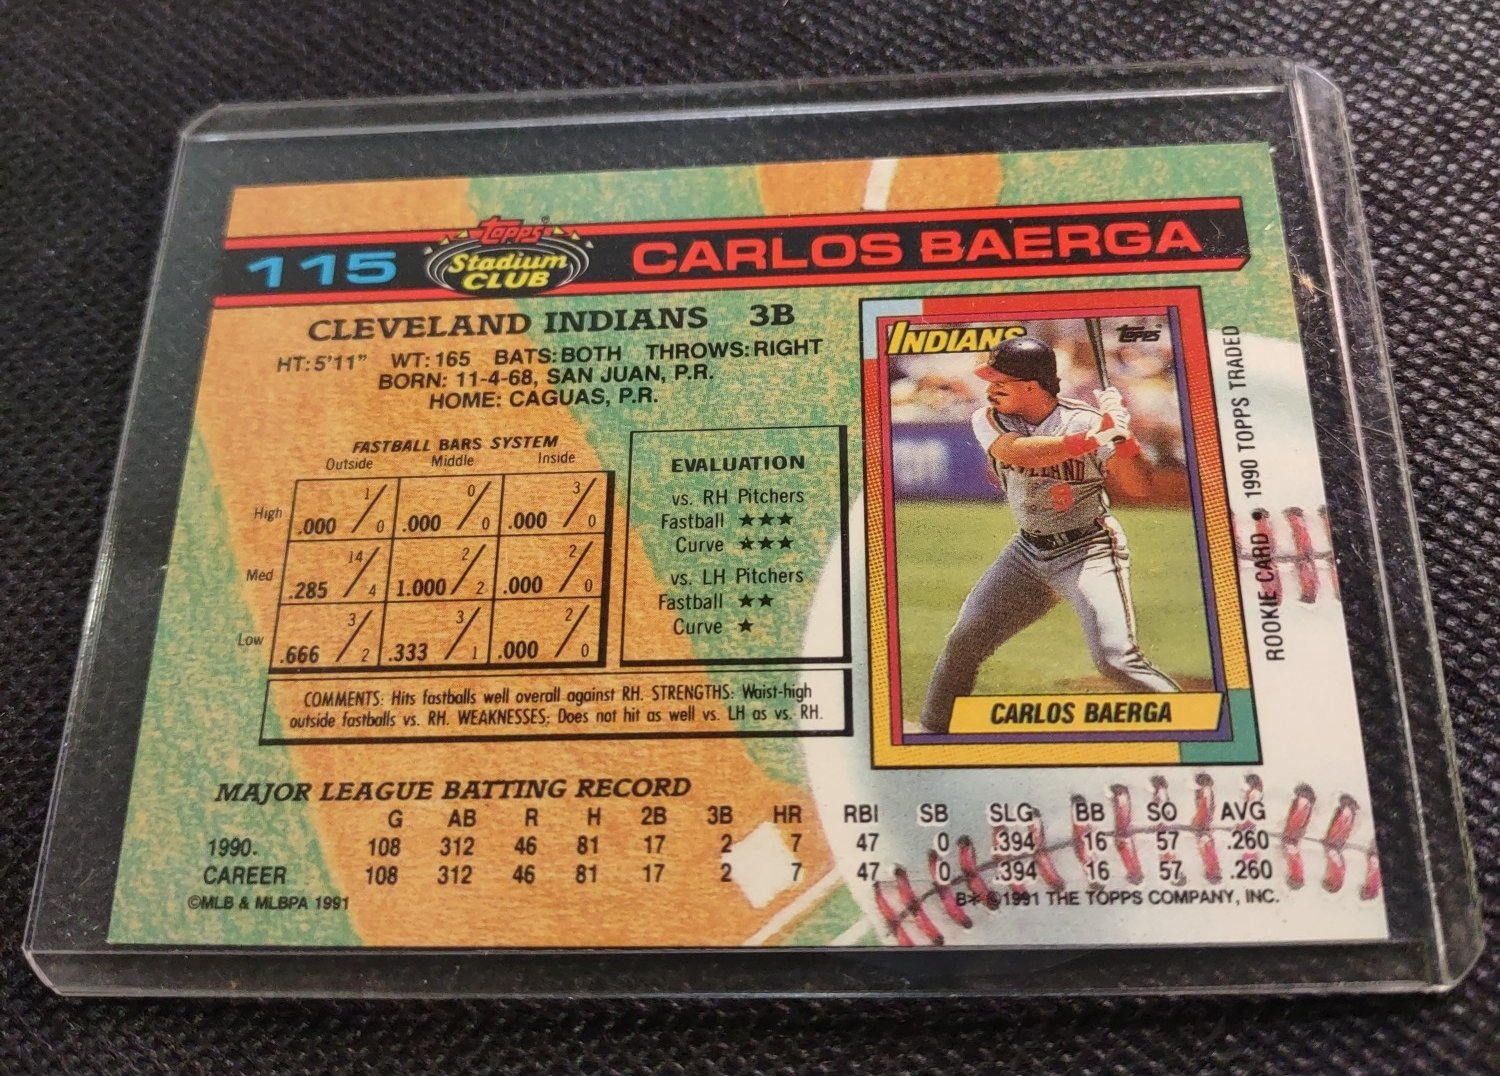 115 Topps Stadium CLUB CARLOS BAERGA
CLEVELAND INDIANS 3B
HT: 5'11" WT: 165 BATS: BOTH THROWS: RIGHT
BORN: 11-4-68, SAN JUAN, P.R.
HOME: CAGUAS, P.R.
FASTBALL BARS SYSTEM
Outside Middle Inside
High .000 1/0 .000 0/0 .000 3/0
Med .285 14/4 1.000 2/2 .000 2/0
Low .666 3/2 .333 3/1 .000 2/0
EVALUATION
vs. RH Pitchers
Fastball ★★★
Curve ★★★
vs. LH Pitchers
Fastball ★★
Curve ★
COMMENTS: Hits fastballs well overall against RH. STRENGTHS: Waist-high
outside fastballs vs. RH. WEAKNESSES: Does not hit as well vs. LH as vs. RH.
INDIANS
Topps
CLEVELAND
9
CARLOS BAERGA
ROOKIE CARD • 1990 TOPPS TRADED
MAJOR LEAGUE BATTING RECORD
G AB R H 2B 3B HR RBI SB SLG BB SO AVG
1990. 108 312 46 81 17 2 7 47 0 .394 16 57 .260
CAREER 108 312 46 81 17 2 7 47 0 .394 16 57 .260
©MLB & MLBPA 1991
B* ©1991 THE TOPPS COMPANY, INC.